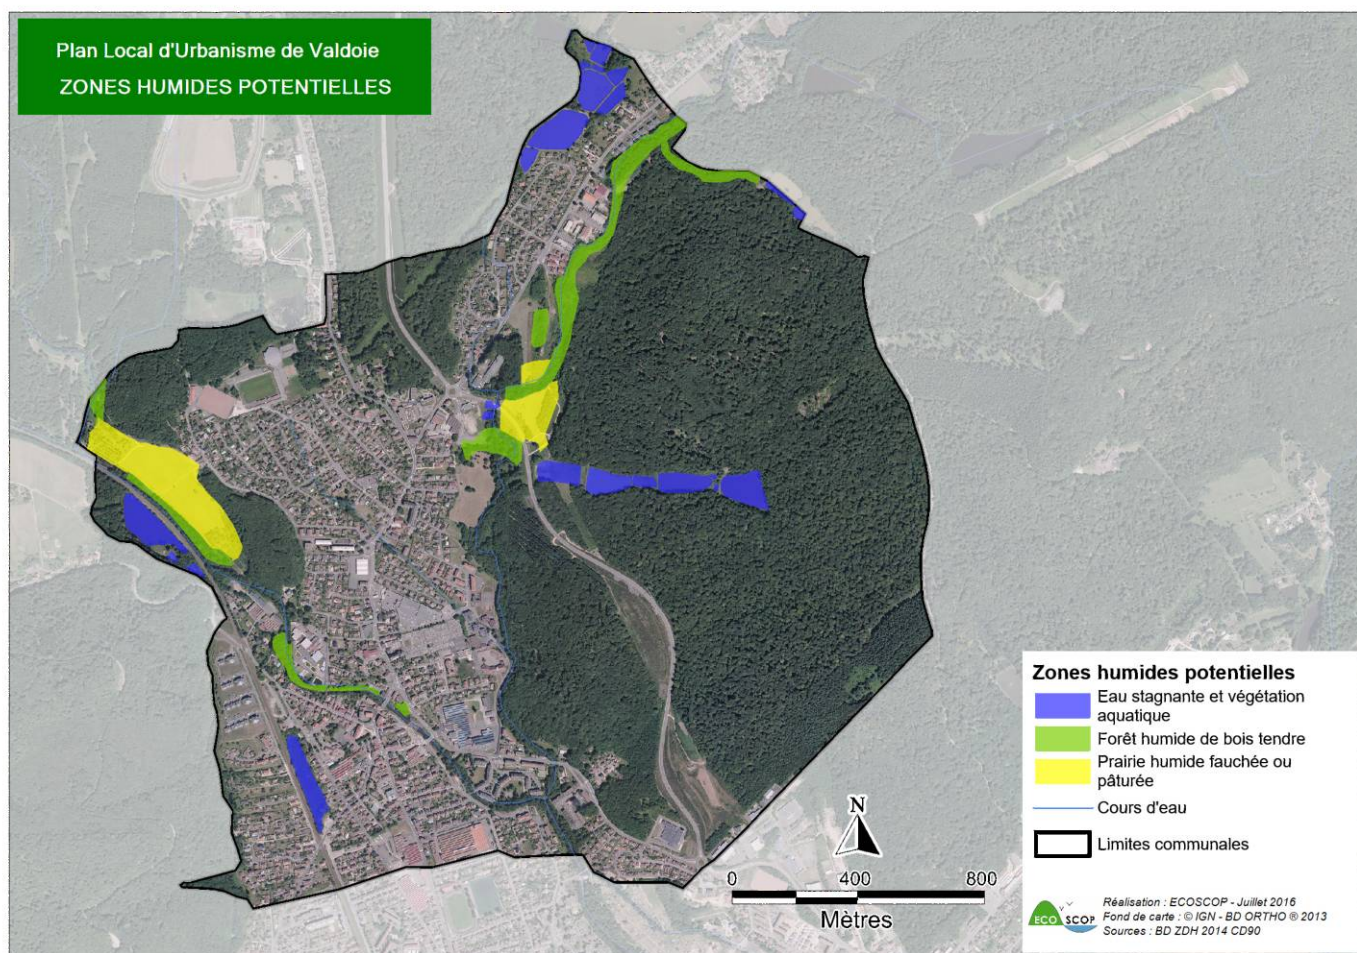 Plan Local d'Urbanisme de Valdoie
ZONES HUMIDES POTENTIELLES
Zones humides potentielles
Eau stagnante et végétation
aquatique
Forêt humide de bois tendre
Prairie humide fauchée ou
pâturée
Cours d'eau
Limites communales
N
0 400 800
Mètres
ECO SCOP
Réalisation : ECOSCOP - Juillet 2016
Fond de carte : © IGN - BD ORTHO ® 2013
Sources : BD ZDH 2014 CD90